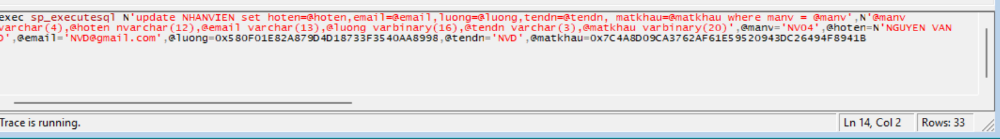 exec sp_executesql N'update NHANVIEN set hoten=@hoten,email=@email,luong=@luong,tendn=@tendn, matkhau=@matkhau where manv = @manv',N'@manv
varchar(4),@hoten nvarchar(12),@email varchar(13),@luong varbinary(16),@tendn varchar(3),@matkhau varbinary(20)',@manv='NV04',@hoten=N'NGUYEN VAN
D',@email='NVD@gmail.com',@luong=0x580F01E82A879D4D18733F3540AA8998,@tendn='NVD',@matkhau=0x7C4A8D09CA3762AF61E59520943DC26494F8941B
Trace is running.
Ln 14, Col 2
Rows: 33